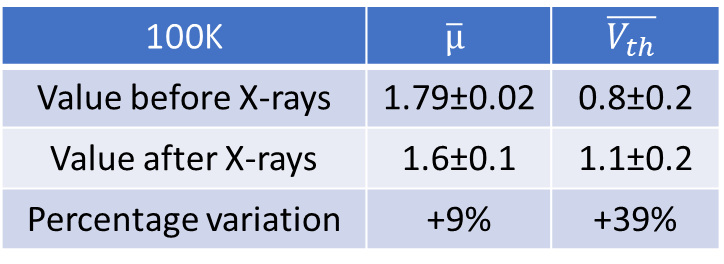 100K μ̅ V̅t̅h̅
Value before X-rays 1.79±0.02 0.8±0.2
Value after X-rays 1.6±0.1 1.1±0.2
Percentage variation +9% +39%